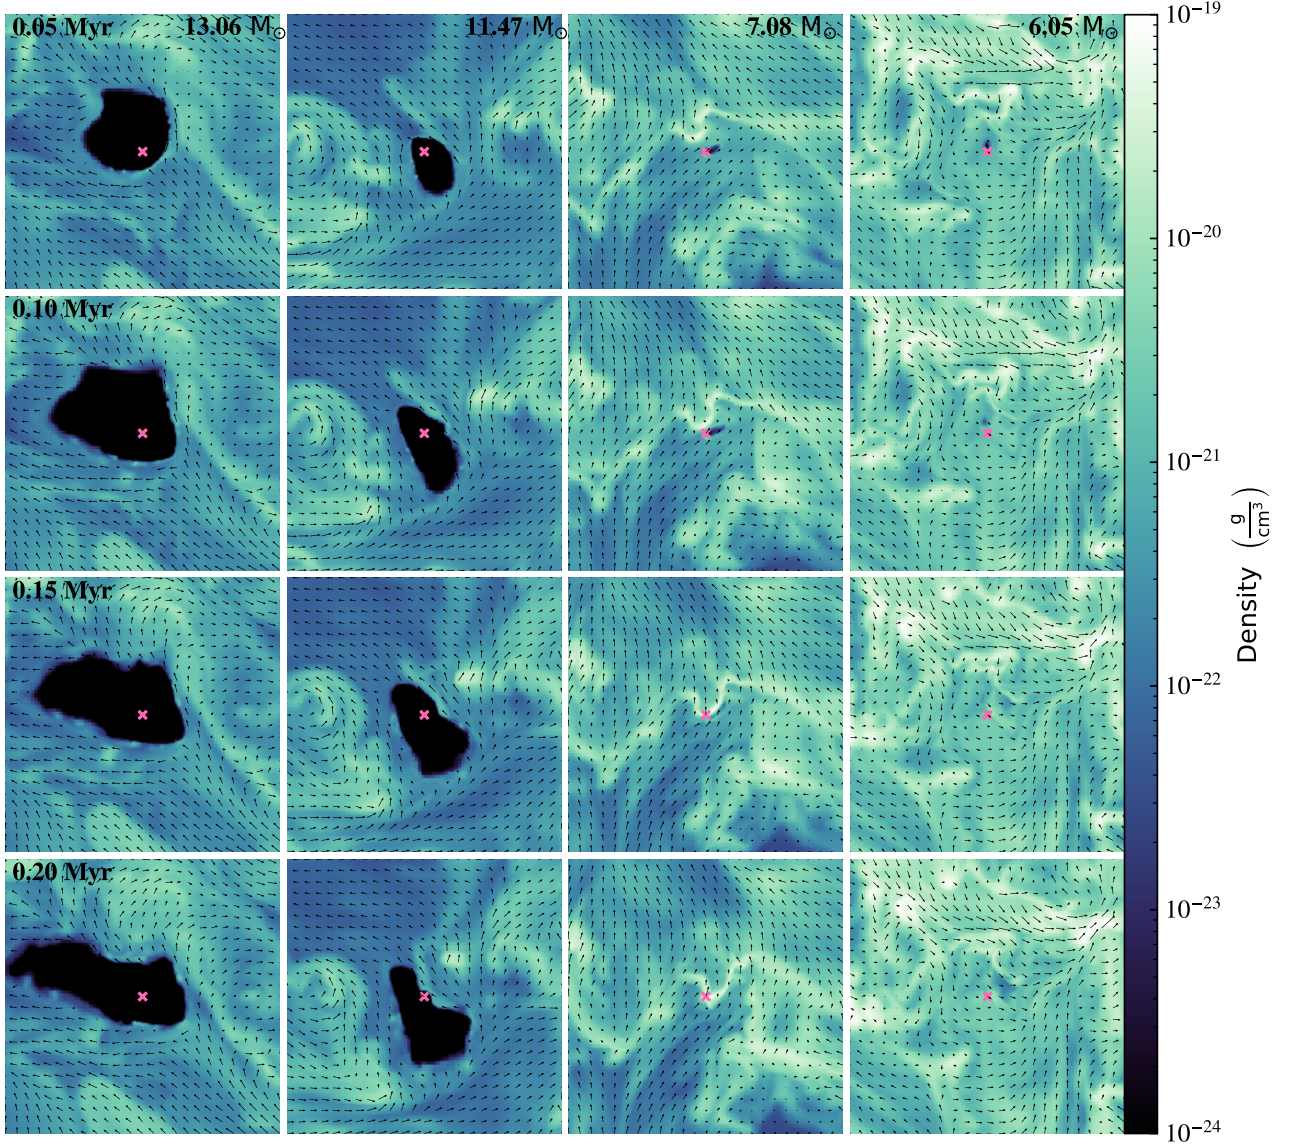 0.05 Myr 13.06 M☉ 11.47 M☉ 7.08 M☉ 6.05 M☉
0.10 Myr
0.15 Myr
0.20 Myr
10⁻¹⁹
10⁻²⁰
10⁻²¹
10⁻²²
10⁻²³
10⁻²⁴
Density (g/cm³)